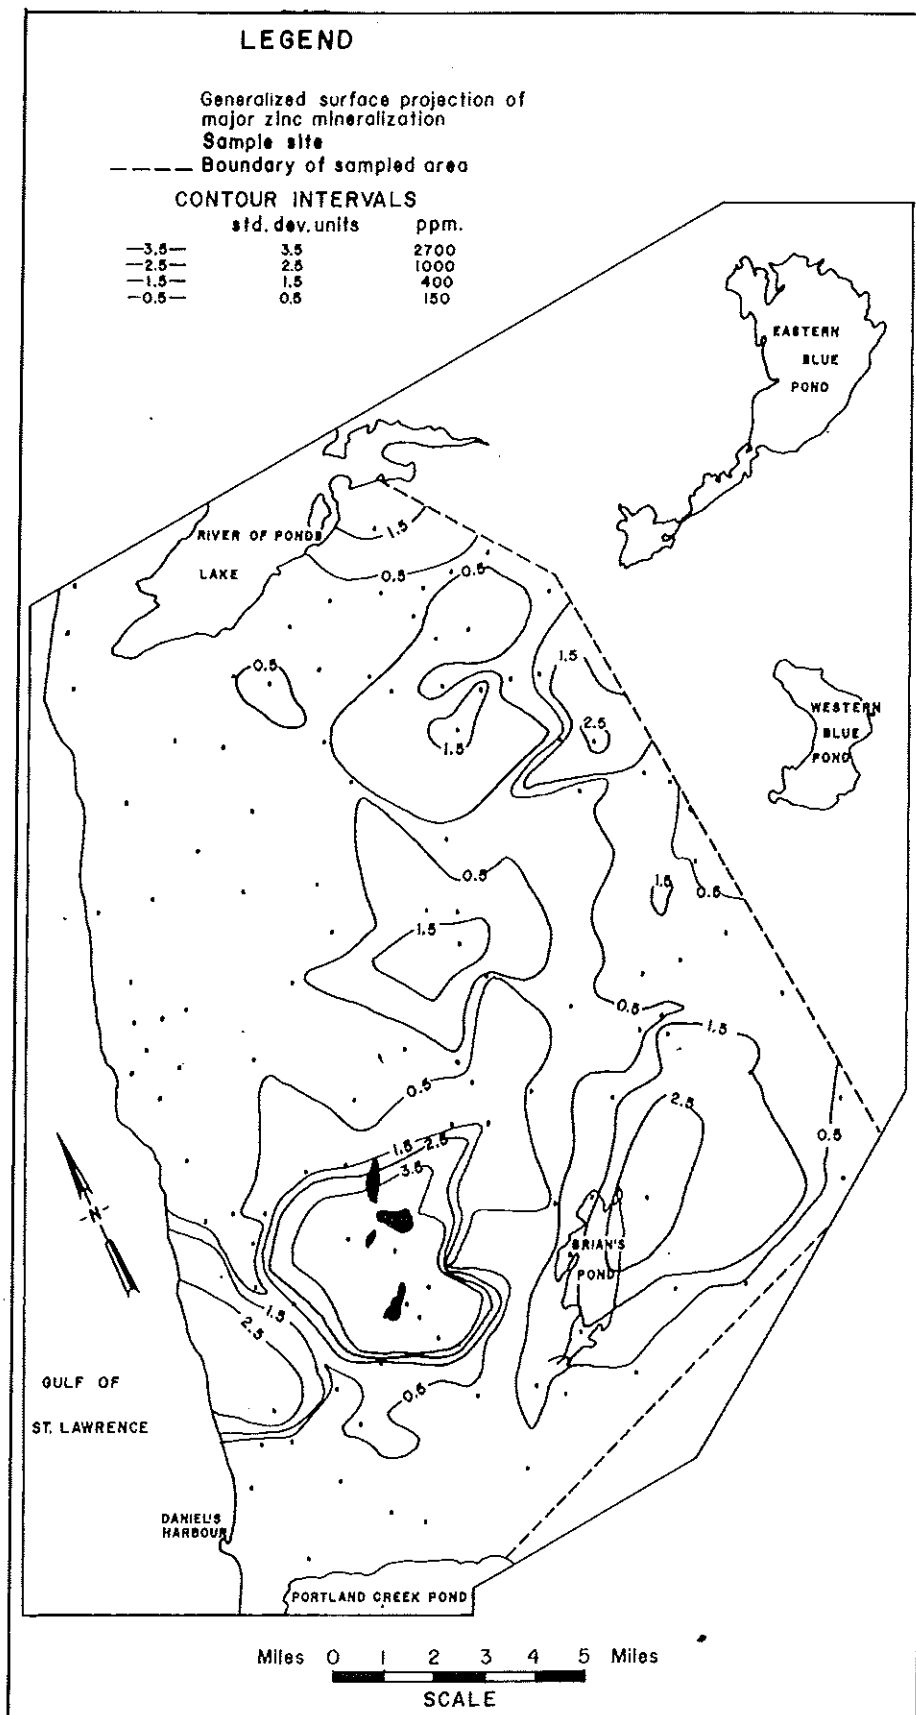 LEGEND
Generalized surface projection of
major zinc mineralization
Sample site
Boundary of sampled area
CONTOUR INTERVALS
std. dev. units ppm.
—3.5— 3.5 2700
—2.5— 2.5 1000
—1.5— 1.5 400
—0.5— 0.5 150
EASTERN
BLUE
POND
RIVER OF PONDS
LAKE
1.5
0.5
0.5
0.5
1.5
1.5
2.5
WESTERN
BLUE
POND
0.5
1.5
0.5
1.5
0.5
1.5
0.5
2.5
0.5
1.5
2.5
3.5
N
BRIAN'S
POND
1.5
2.5
0.5
GULF OF
ST. LAWRENCE
DANIEL'S
HARBOUR
PORTLAND CREEK POND
Miles 0 1 2 3 4 5 Miles
SCALE